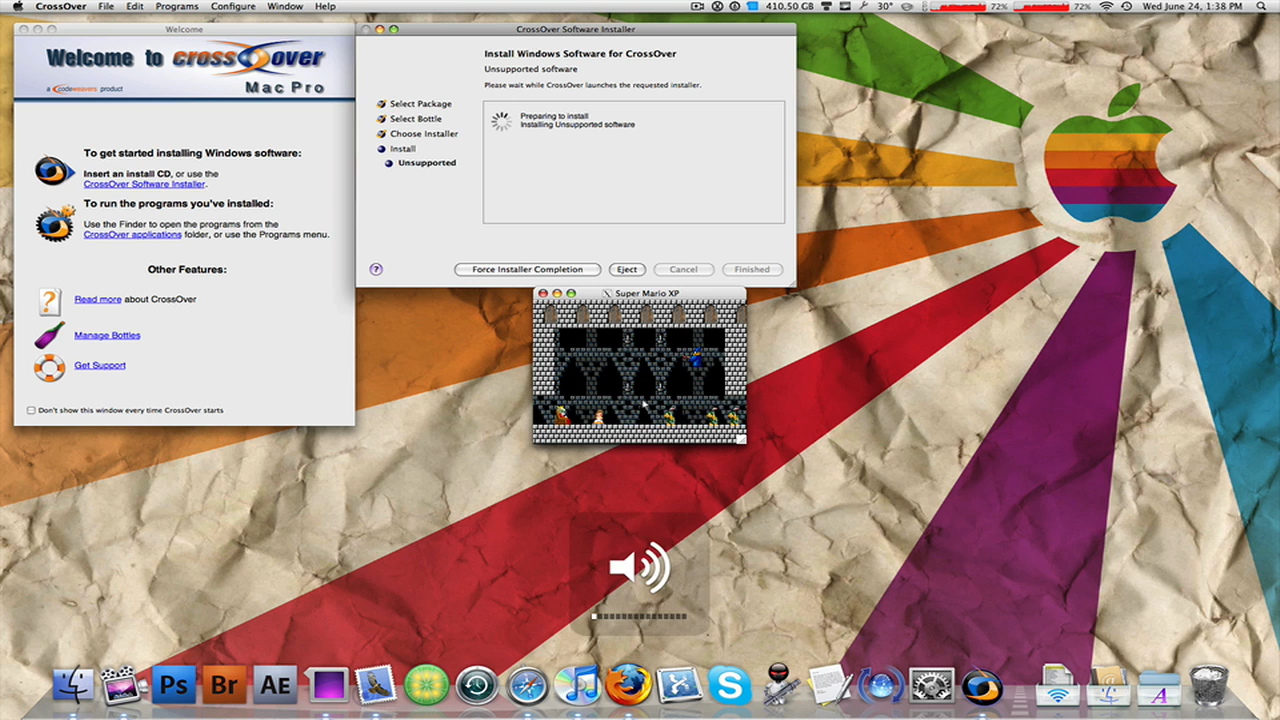 CrossOver File Edit Programs Configure Window Help
410.50 GB 30° 72% 72% Wed June 24, 1:38 PM
Welcome
Welcome to crossover
Mac Pro
a codeweavers product
To get started installing Windows software:
Insert an install CD, or use the
CrossOver Software Installer.
To run the programs you've installed:
Use the Finder to open the programs from the
CrossOver applications folder, or use the Programs menu.
Other Features:
Read more about CrossOver
Manage Bottles
Get Support
Don't show this window every time CrossOver starts
CrossOver Software Installer
Install Windows Software for CrossOver
Unsupported software
Please wait while CrossOver launches the requested installer.
Select Package
Select Bottle
Choose Installer
Install
Unsupported
Preparing to install
Installing Unsupported software
? Force Installer Completion Eject Cancel Finished
Super Mario XP
Ps Br AE